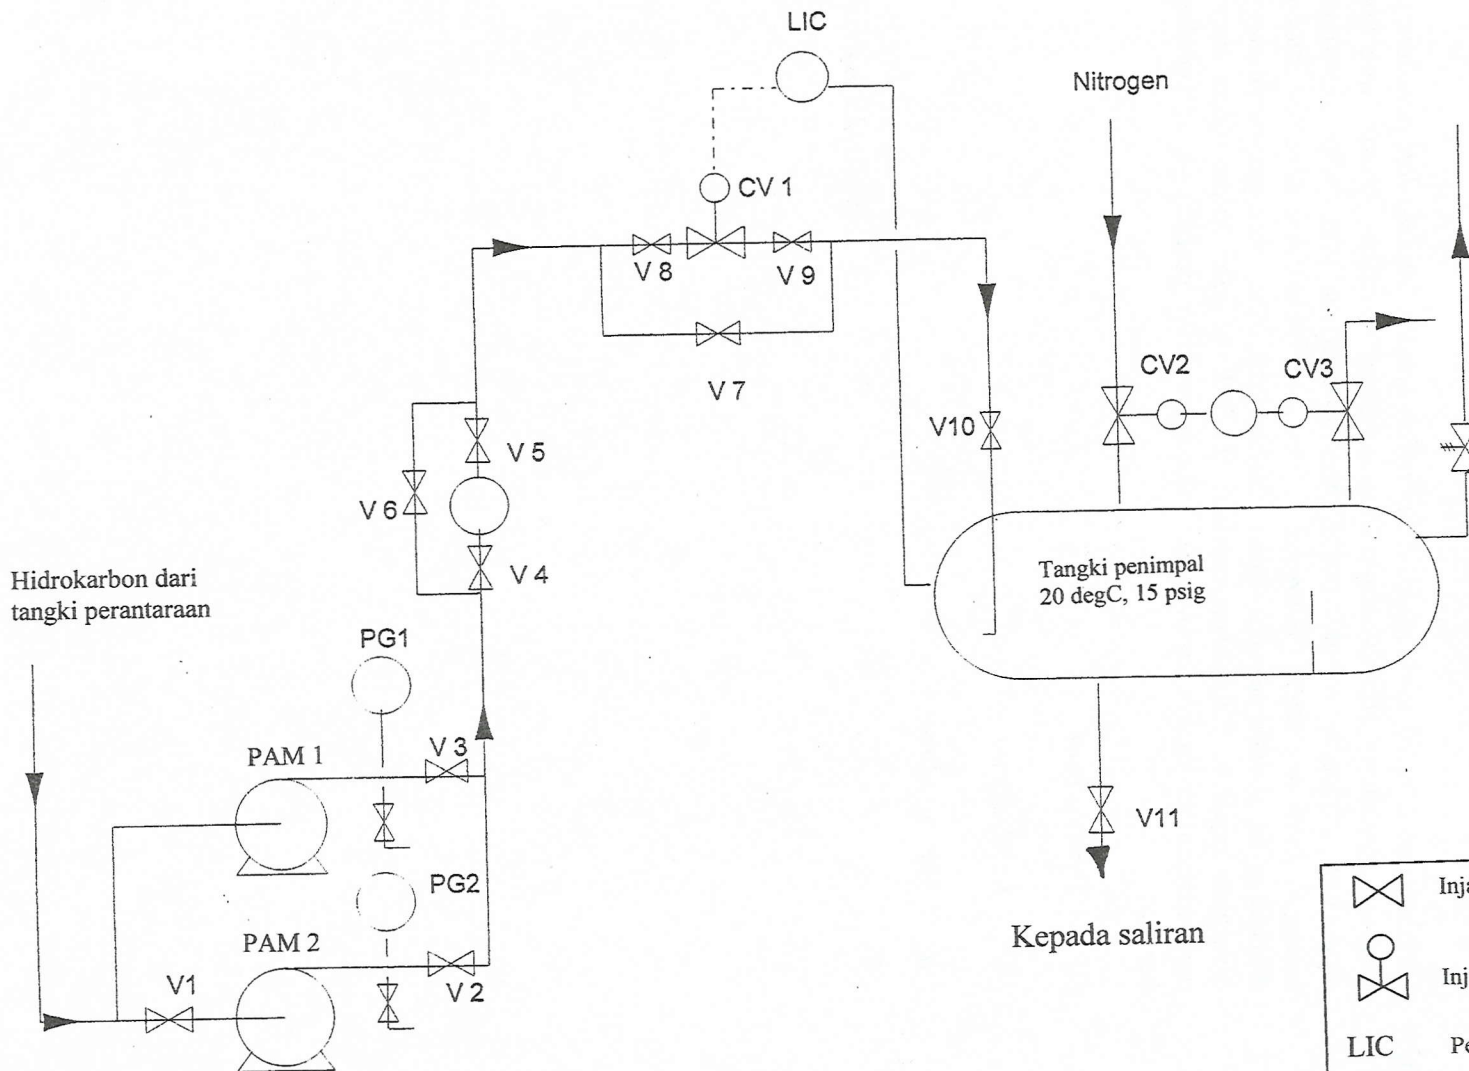 LIC
Nitrogen
CV 1
V 8
V 9
V 7
CV2
CV3
V10
V 5
V 6
V 4
Hidrokarbon dari
tangki perantaraan
Tangki penimpal
20 degC, 15 psig
PG1
V 3
PAM 1
V11
PG2
PAM 2
V 2
V1
Kepada saliran
LIC